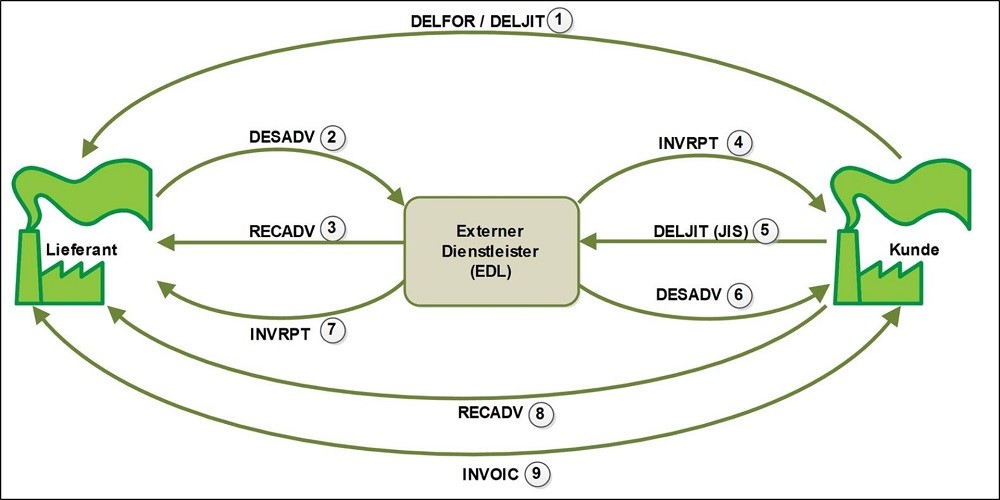 DELFOR / DELJIT 1
DESADV 2
INVRPT 4
RECADV 3
DELJIT (JIS) 5
Lieferant
Externer
Dienstleister
(EDL)
Kunde
DESADV 6
INVRPT 7
RECADV 8
INVOIC 9